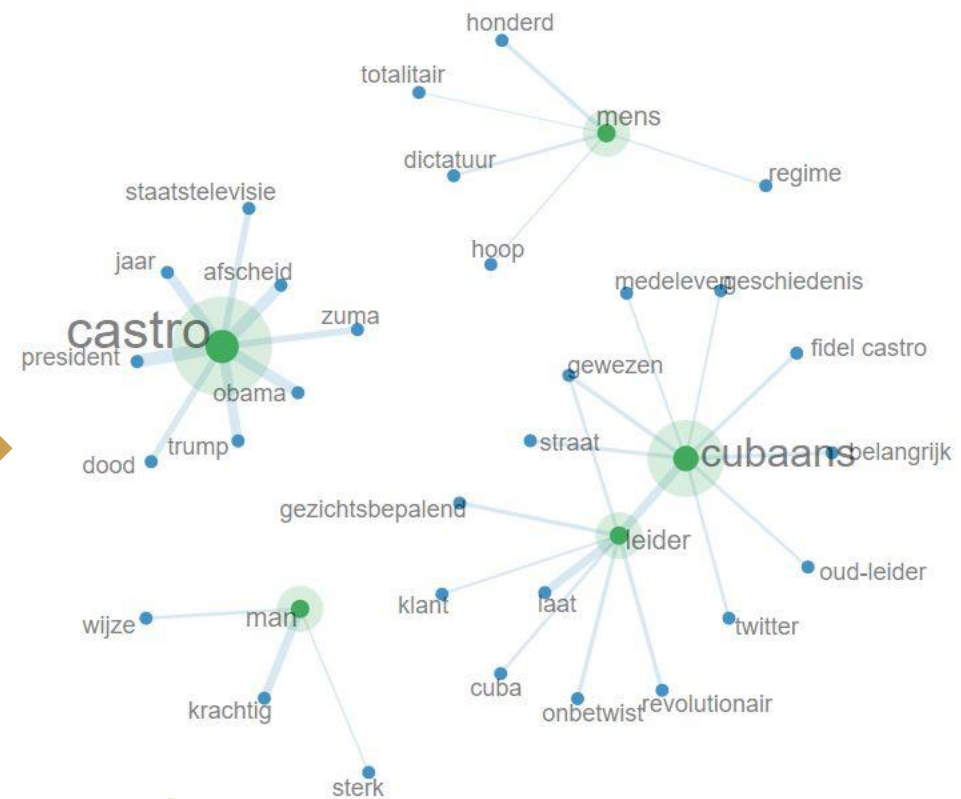 honderd
totalitair
mens
dictatuur
regime
staatstelevisie
hoop
jaar
afscheid
medeleven
geschiedenis
zuma
castro
president
fidel castro
gewezen
obama
straat
trump
cubaans
belangrijk
dood
gezichtsbepalend
leider
oud-leider
klant
laat
man
wijze
twitter
cuba
revolutionair
krachtig
onbetwist
sterk